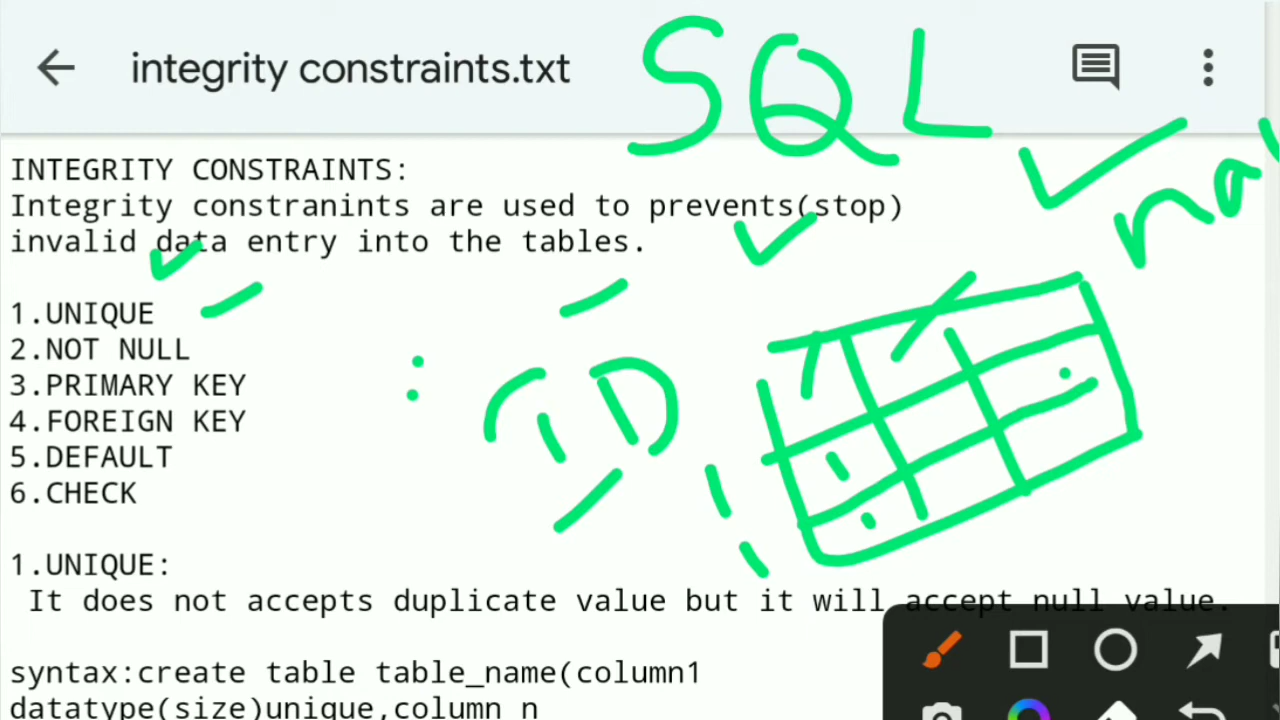 integrity constraints.txt
SQL
na
INTEGRITY CONSTRAINTS:
Integrity constranints are used to prevents(stop)
invalid data entry into the tables.
1.UNIQUE
2.NOT NULL
3.PRIMARY KEY
4.FOREIGN KEY
5.DEFAULT
6.CHECK
ID
1.UNIQUE:
It does not accepts duplicate value but it will accept null value.
syntax:create table table_name(column1
datatype(size)unique,column n